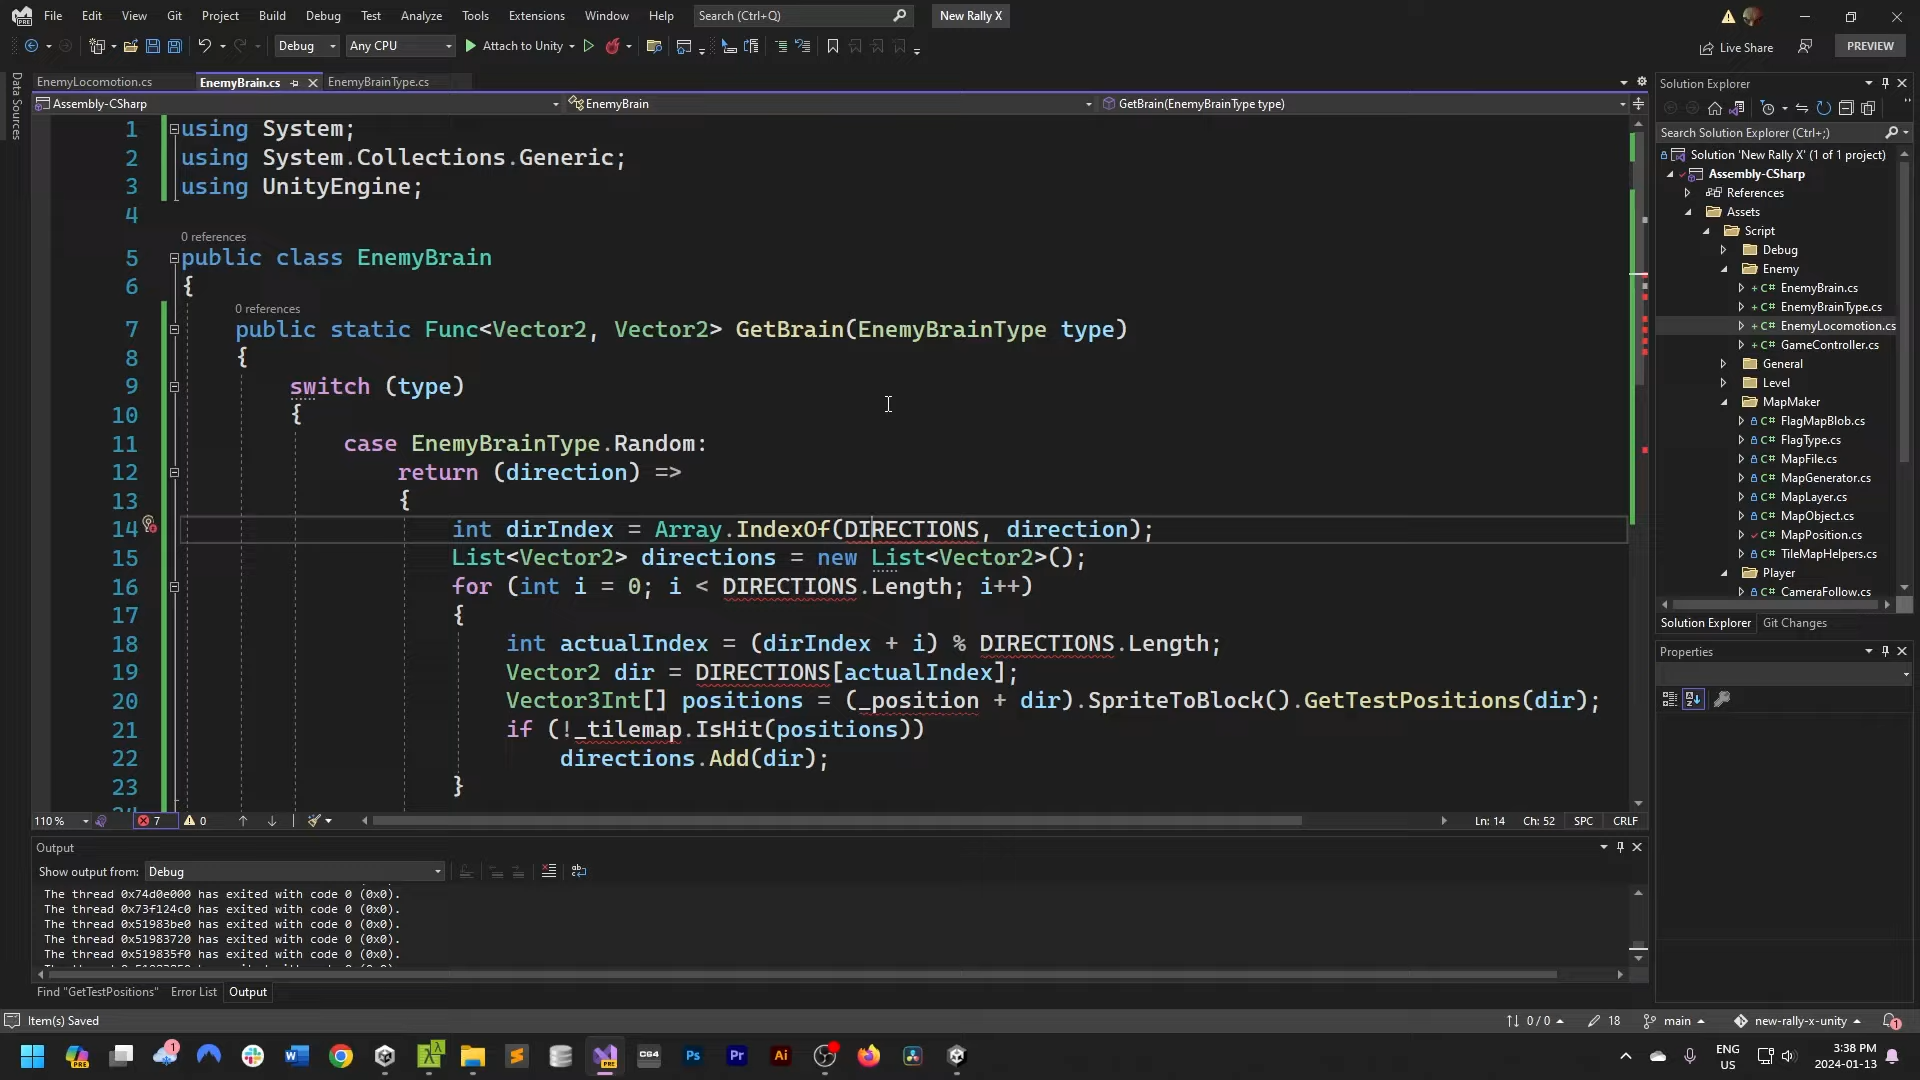 File Edit View Git Project Build Debug Test Analyze Tools Extensions Window Help Search (Ctrl+Q) New Rally X
Debug Any CPU Attach to Unity Live Share PREVIEW
Data Sources
EnemyLocomotion.cs EnemyBrain.cs EnemyBrainType.cs
Assembly-CSharp EnemyBrain GetBrain(EnemyBrainType type)
1 using System;
2 using System.Collections.Generic;
3 using UnityEngine;
4
0 references
5 public class EnemyBrain
6 {
0 references
7 public static Func<Vector2, Vector2> GetBrain(EnemyBrainType type)
8 {
9 switch (type)
10 {
11 case EnemyBrainType.Random:
12 return (direction) =>
13 {
14 int dirIndex = Array.IndexOf(DIRECTIONS, direction);
15 List<Vector2> directions = new List<Vector2>();
16 for (int i = 0; i < DIRECTIONS.Length; i++)
17 {
18 int actualIndex = (dirIndex + i) % DIRECTIONS.Length;
19 Vector2 dir = DIRECTIONS[actualIndex];
20 Vector3Int[] positions = (_position + dir).SpriteToBlock().GetTestPositions(dir);
21 if (!_tilemap.IsHit(positions))
22 directions.Add(dir);
23 }
110 % 7 0 Ln: 14 Ch: 52 SPC CRLF
Output
Show output from: Debug
The thread 0x74d0e000 has exited with code 0 (0x0).
The thread 0x73f124c0 has exited with code 0 (0x0).
The thread 0x51983be0 has exited with code 0 (0x0).
The thread 0x51983720 has exited with code 0 (0x0).
The thread 0x519835f0 has exited with code 0 (0x0).
Find "GetTestPositions" Error List Output
Solution Explorer
Search Solution Explorer (Ctrl+;)
Solution 'New Rally X' (1 of 1 project)
Assembly-CSharp
References
Assets
Script
Debug
Enemy
C# EnemyBrain.cs
C# EnemyBrainType.cs
C# EnemyLocomotion.cs
C# GameController.cs
General
Level
MapMaker
C# FlagMapBlob.cs
C# FlagType.cs
C# MapFile.cs
C# MapGenerator.cs
C# MapLayer.cs
C# MapObject.cs
C# MapPosition.cs
C# TileMapHelpers.cs
Player
C# CameraFollow.cs
Solution Explorer Git Changes
Properties
Item(s) Saved 0 / 0 18 main new-rally-x-unity 1
1 PRE CG4 Ps Pr Ai ENG US 3:38 PM 2024-01-13